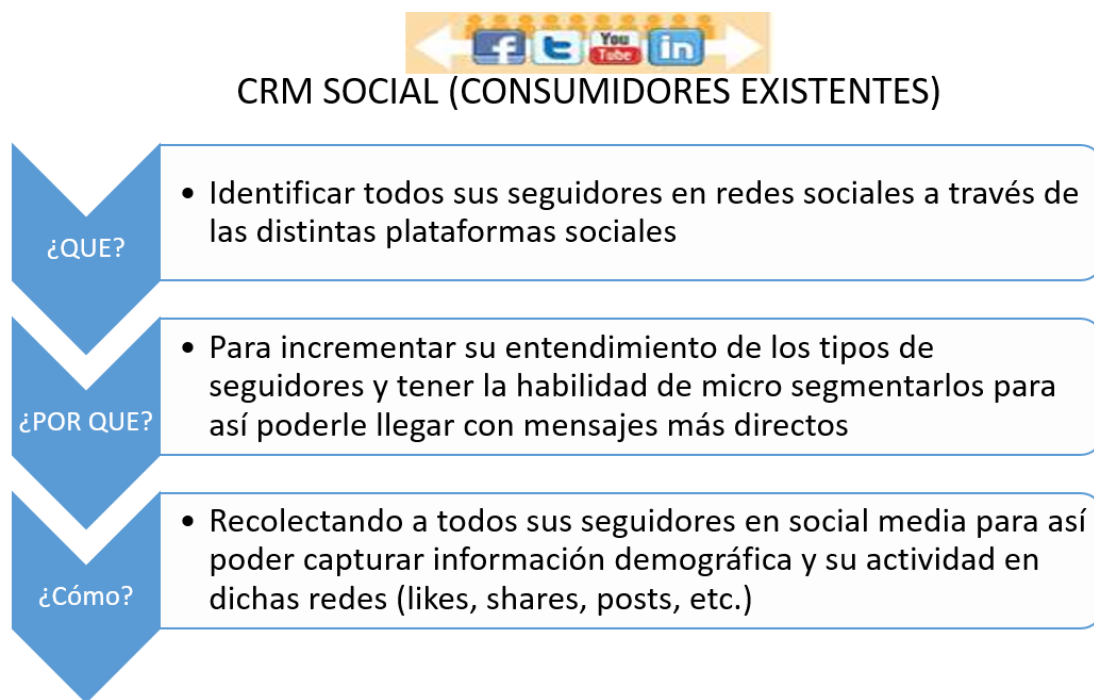 f t You Tube in
CRM SOCIAL (CONSUMIDORES EXISTENTES)
¿QUE?
• Identificar todos sus seguidores en redes sociales a través de
las distintas plataformas sociales
¿POR QUE?
• Para incrementar su entendimiento de los tipos de
seguidores y tener la habilidad de micro segmentarlos para
así poderle llegar con mensajes más directos
¿Cómo?
• Recolectando a todos sus seguidores en social media para así
poder capturar información demográfica y su actividad en
dichas redes (likes, shares, posts, etc.)